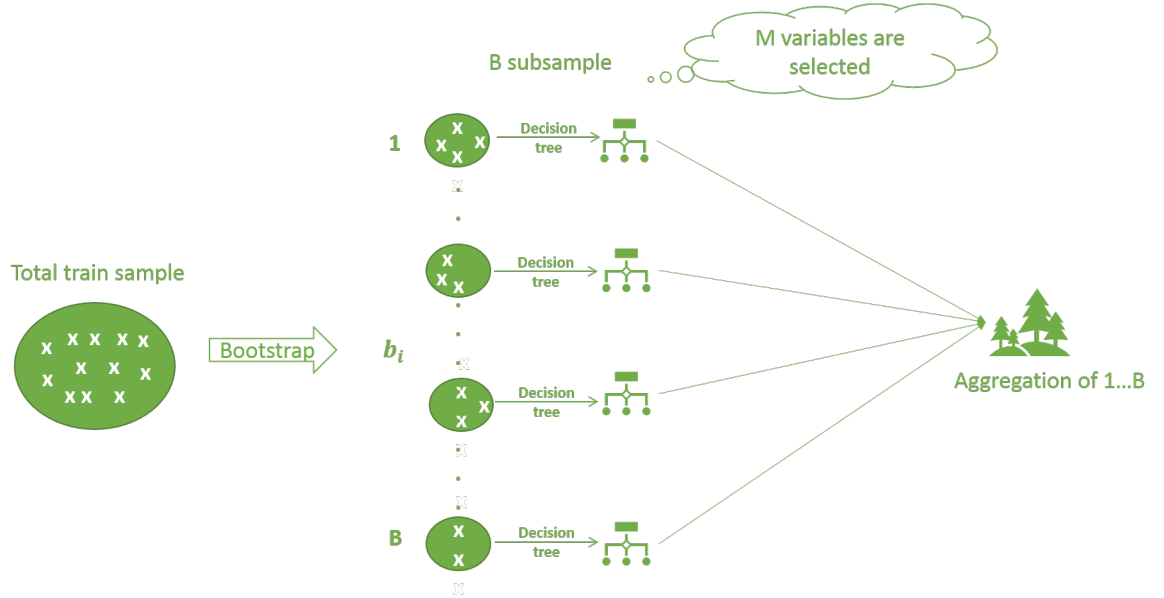 M variables are
selected
B subsample
1
X
X
X
X
Decision
tree
X
X
X
X
Decision
tree
Total train sample
X X X X X
X X X X
X X X X
Bootstrap
b_i
X
X
X
X
Decision
tree
X
X
B
X
X
X
Decision
tree
Aggregation of 1...B